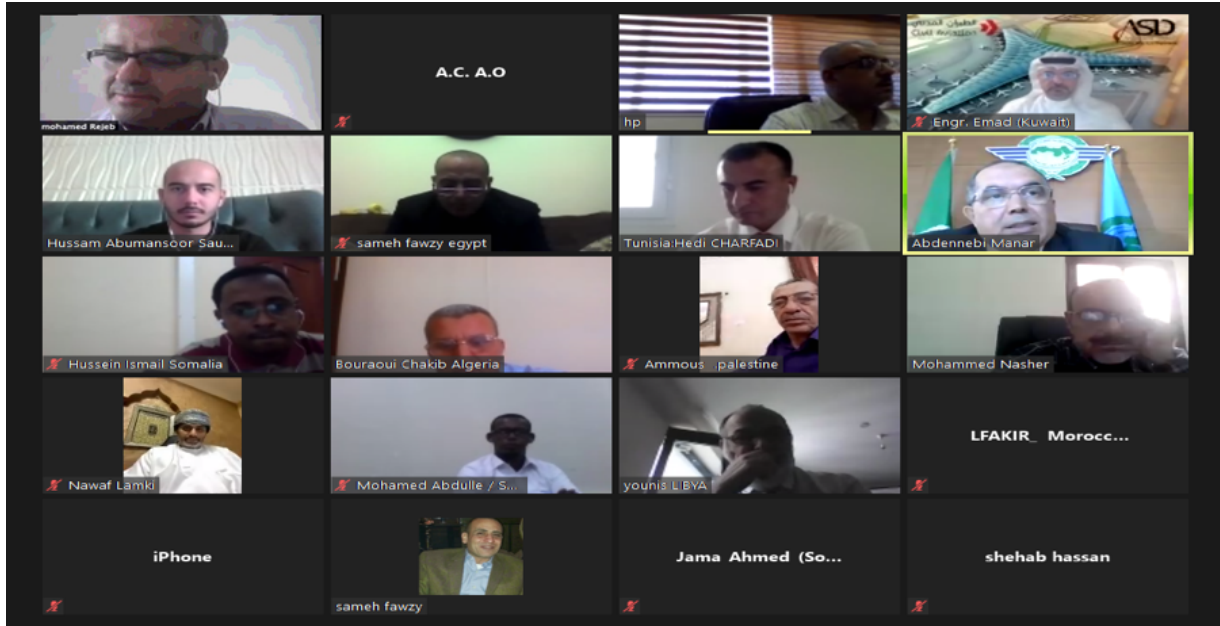 mohamed Rejeb
A.C. A.O
hp
الطيران المدني
ASD
Engr. Emad (Kuwait)
Hussam Abumansoor Sau...
sameh fawzy egypt
Tunisia:Hedi CHARFADI
Abdennebi Manar
Hussein Ismail Somalia
Bouraoui Chakib Algeria
Ammous ..palestine
Mohammed Nasher
Nawaf Lamki
Mohamed Abdulle / S...
younis LIBYA
LFAKIR_ Morocc...
iPhone
sameh fawzy
Jama Ahmed (So...
shehab hassan